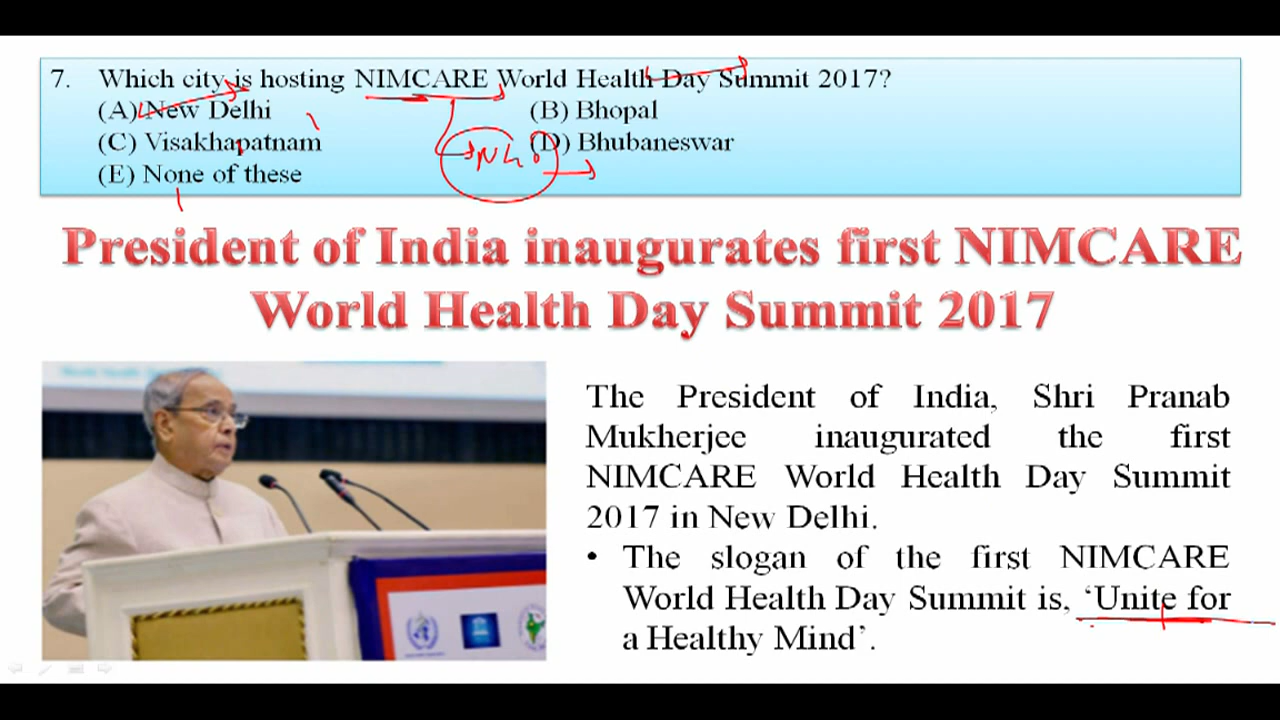 7. Which city is hosting NIMCARE World Health Day Summit 2017?
(A) New Delhi (B) Bhopal
(C) Visakhapatnam (D) Bhubaneswar
(E) None of these
President of India inaugurates first NIMCARE
World Health Day Summit 2017
The President of India, Shri Pranab
Mukherjee inaugurated the first
NIMCARE World Health Day Summit
2017 in New Delhi.
• The slogan of the first NIMCARE
World Health Day Summit is, ‘Unite for
a Healthy Mind’.